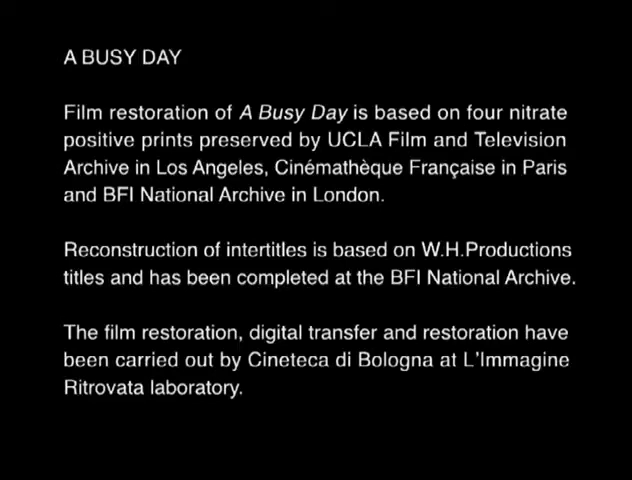 A BUSY DAY
Film restoration of A Busy Day is based on four nitrate
positive prints preserved by UCLA Film and Television
Archive in Los Angeles, Cinémathèque Française in Paris
and BFI National Archive in London.
Reconstruction of intertitles is based on W.H.Productions
titles and has been completed at the BFI National Archive.
The film restoration, digital transfer and restoration have
been carried out by Cineteca di Bologna at L'Immagine
Ritrovata laboratory.